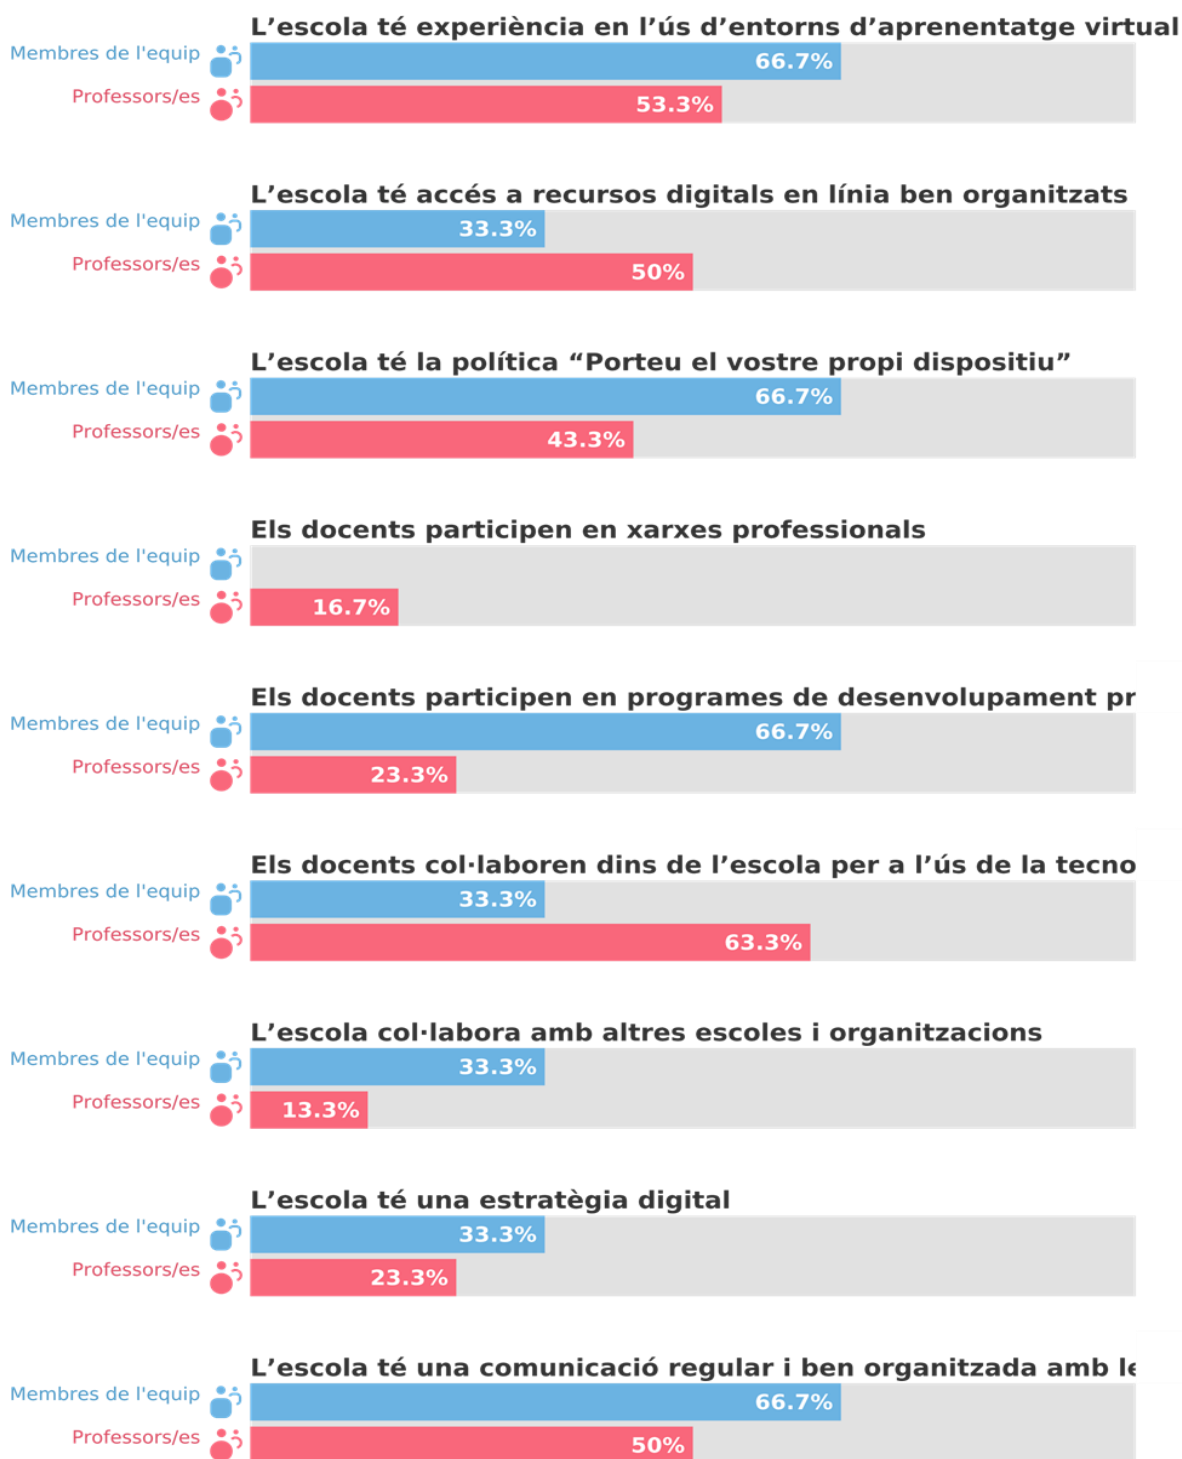 L’escola té experiència en l’ús d’entorns d’aprenentatge virtual
Membres de l'equip
66.7%
Professors/es
53.3%
L’escola té accés a recursos digitals en línia ben organitzats
Membres de l'equip
33.3%
Professors/es
50%
L’escola té la política “Porteu el vostre propi dispositiu”
Membres de l'equip
66.7%
Professors/es
43.3%
Els docents participen en xarxes professionals
Membres de l'equip
Professors/es
16.7%
Els docents participen en programes de desenvolupament pr
Membres de l'equip
66.7%
Professors/es
23.3%
Els docents col·laboren dins de l’escola per a l’ús de la tecno
Membres de l'equip
33.3%
Professors/es
63.3%
L’escola col·labora amb altres escoles i organitzacions
Membres de l'equip
33.3%
Professors/es
13.3%
L’escola té una estratègia digital
Membres de l'equip
33.3%
Professors/es
23.3%
L’escola té una comunicació regular i ben organitzada amb le
Membres de l'equip
66.7%
Professors/es
50%